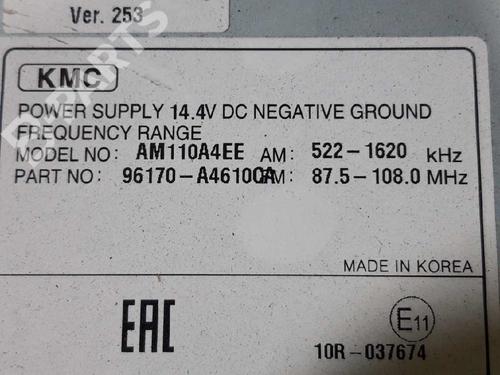 Ver. 253
KMC
POWER SUPPLY 14.4V DC NEGATIVE GROUND
FREQUENCY RANGE
MODEL NO: AM110A4EE AM: 522-1620 kHz
PART NO: 96170-A4610CA FM: 87.5-108.0 MHz
MADE IN KOREA
EAC E11
10R-037674